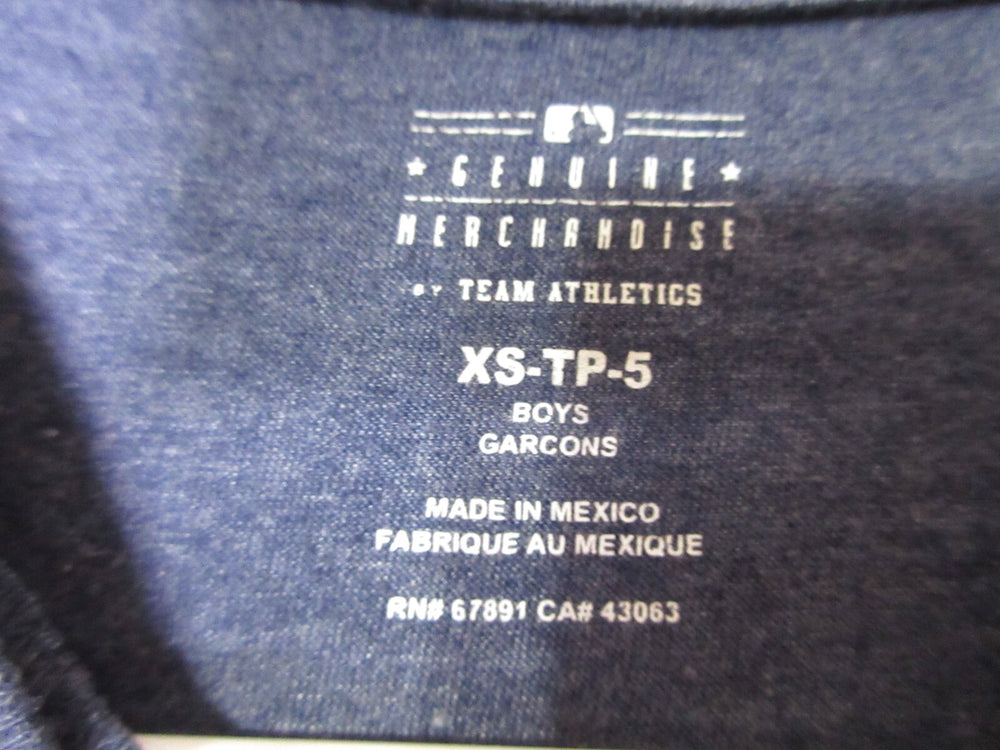 GENUINE
MERCHANDISE
BY TEAM ATHLETICS
XS-TP-5
BOYS
GARCONS
MADE IN MEXICO
FABRIQUE AU MEXIQUE
RN# 67891 CA# 43063